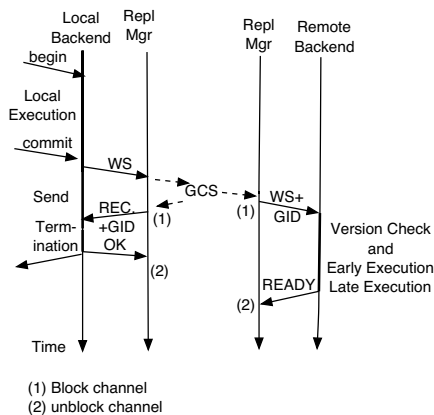 Local
Backend
Repl
Mgr
Repl
Mgr
Remote
Backend
begin
Local
Execution
commit
WS
GCS
WS+
GID
Send
REC.
+GID
(1)
(1)
Term-
mination
OK
(2)
Version Check
and
Early Execution
Late Execution
READY
(2)
Time
(1) Block channel
(2) unblock channel